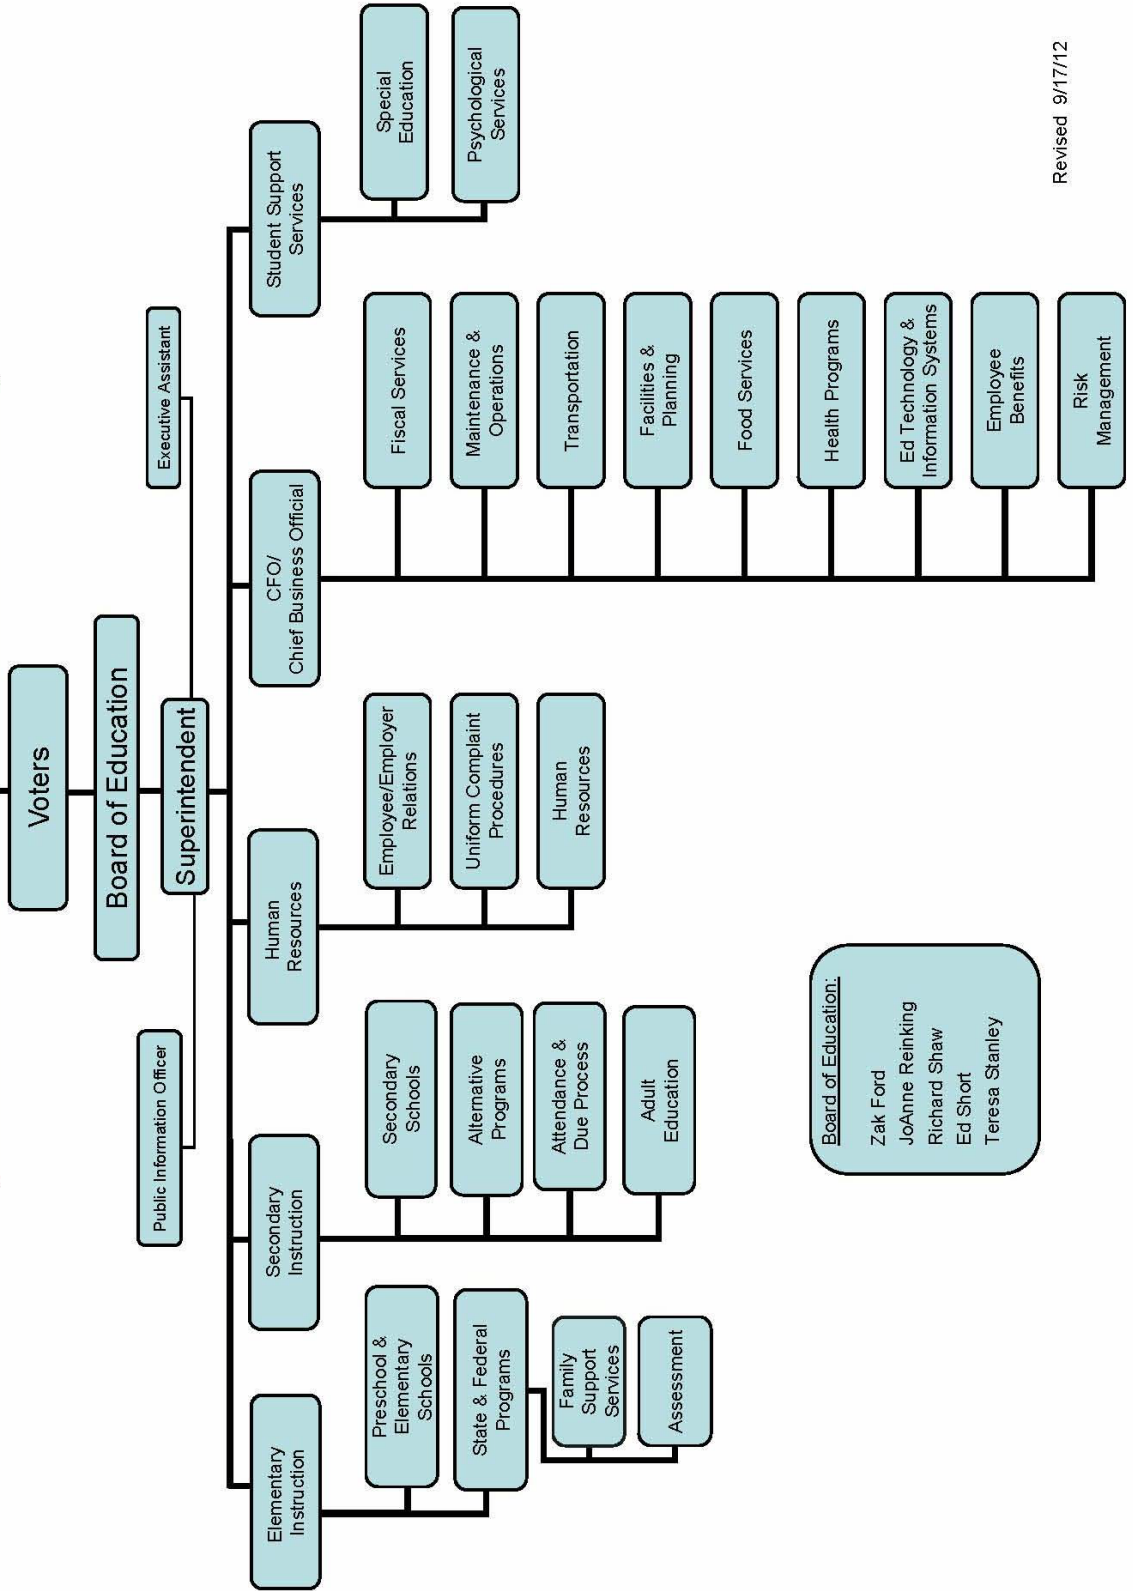 Voters
Board of Education
Superintendent
Public Information Officer
Executive Assistant
Elementary
Instruction
Preschool &
Elementary
Schools
State & Federal
Programs
Family
Support
Services
Assessment
Secondary
Instruction
Secondary
Schools
Alternative
Programs
Attendance &
Due Process
Adult
Education
Human
Resources
Employee/Employer
Relations
Uniform Complaint
Procedures
Human
Resources
CFO/
Chief Business Official
Fiscal Services
Maintenance &
Operations
Transportation
Facilities &
Planning
Food Services
Health Programs
Ed Technology &
Information Systems
Employee
Benefits
Risk
Management
Student Support
Services
Special
Education
Psychological
Services
Board of Education:
Zak Ford
JoAnne Reinking
Richard Shaw
Ed Short
Teresa Stanley
Revised 9/17/12